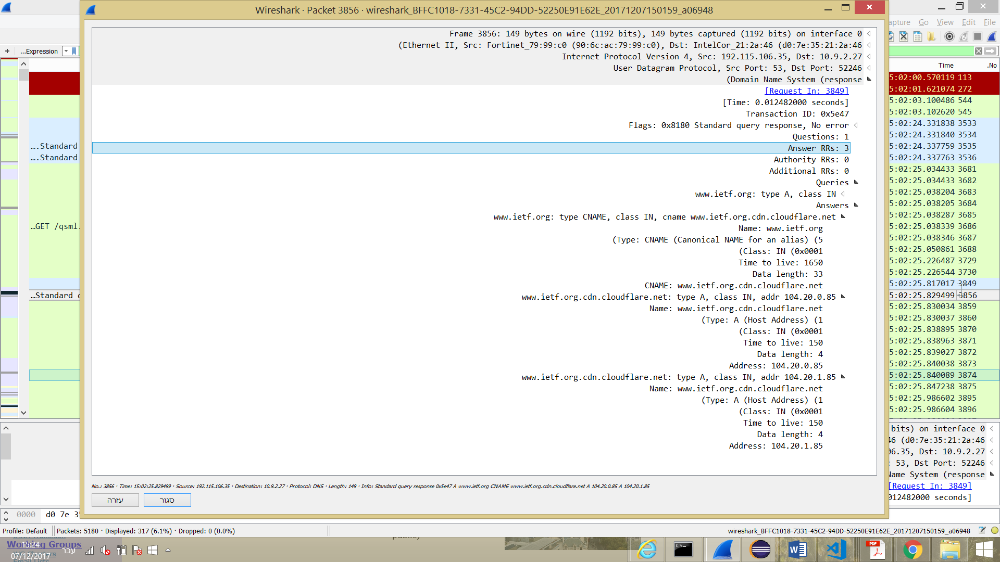 Wireshark · Packet 3856 · wireshark_BFFC1018-7331-45C2-94DD-52250E91E62E_20171207150159_a06948
Go View Edit File
+ …Expression
Time .No
Frame 3856: 149 bytes on wire (1192 bits), 149 bytes captured (1192 bits) on interface 0
(Ethernet II, Src: Fortinet_79:99:c0 (90:6c:ac:79:99:c0), Dst: IntelCor_21:2a:46 (d0:7e:35:21:2a:46
Internet Protocol Version 4, Src: 192.115.106.35, Dst: 10.9.2.27
User Datagram Protocol, Src Port: 53, Dst Port: 52246
(Domain Name System (response
[Request In: 3849]
[Time: 0.012482000 seconds]
Transaction ID: 0x5e47
Flags: 0x8180 Standard query response, No error
Questions: 1
Answer RRs: 3
Authority RRs: 0
Additional RRs: 0
Queries
www.ietf.org: type A, class IN
Answers
www.ietf.org: type CNAME, class IN, cname www.ietf.org.cdn.cloudflare.net
Name: www.ietf.org
(Type: CNAME (Canonical NAME for an alias) (5
(Class: IN (0x0001
Time to live: 1650
Data length: 33
CNAME: www.ietf.org.cdn.cloudflare.net
www.ietf.org.cdn.cloudflare.net: type A, class IN, addr 104.20.0.85
Name: www.ietf.org.cdn.cloudflare.net
(Type: A (Host Address) (1
(Class: IN (0x0001
Time to live: 150
Data length: 4
Address: 104.20.0.85
www.ietf.org.cdn.cloudflare.net: type A, class IN, addr 104.20.1.85
Name: www.ietf.org.cdn.cloudflare.net
(Type: A (Host Address) (1
(Class: IN (0x0001
Time to live: 150
Data length: 4
Address: 104.20.1.85
No.: 3856 · Time: 15:02:25.829499 · Source: 192.115.106.35 · Destination: 10.9.2.27 · Protocol: DNS · Length: 149 · Info: Standard query response 0x5e47 A www.ietf.org CNAME www.ietf.org.cdn.cloudflare.net A 104.20.0.85 A 104.20.1.85
עזרה סגור
….Standard
….Standard
…GET /qsml.
…Standard
5:02:00.570119 113
5:02:01.621074 272
5:02:03.100486 544
5:02:03.102620 545
5:02:24.331838 3533
5:02:24.331840 3534
5:02:24.337759 3535
5:02:24.337763 3536
5:02:25.034433 3681
5:02:25.034433 3682
5:02:25.038204 3683
5:02:25.038205 3684
5:02:25.038287 3685
5:02:25.038339 3686
5:02:25.038346 3687
5:02:25.050861 3688
5:02:25.226487 3729
5:02:25.226544 3730
5:02:25.817017 3849
5:02:25.829499 3856
5:02:25.830034 3859
5:02:25.830037 3860
5:02:25.838895 3870
5:02:25.838963 3871
5:02:25.839027 3872
5:02:25.840038 3873
5:02:25.840089 3874
5:02:25.847238 3875
5:02:25.986602 3895
5:02:25.986604 3896
bits) on interface 0
46 (d0:7e:35:21:2a:46
06.35, Dst: 10.9.2.27
: 53, Dst Port: 52246
Name System (response
[Request In: 3849]
012482000 seconds]
0000 d0 7e 3
Profile: Default Packets: 5180 · Displayed: 317 (6.1%) · Dropped: 0 (0.0%)
wireshark_BFFC1018-7331-45C2-94DD-52250E91E62E_20171207150159_a06948
Working Groups
15:24
עבר
07/12/2017